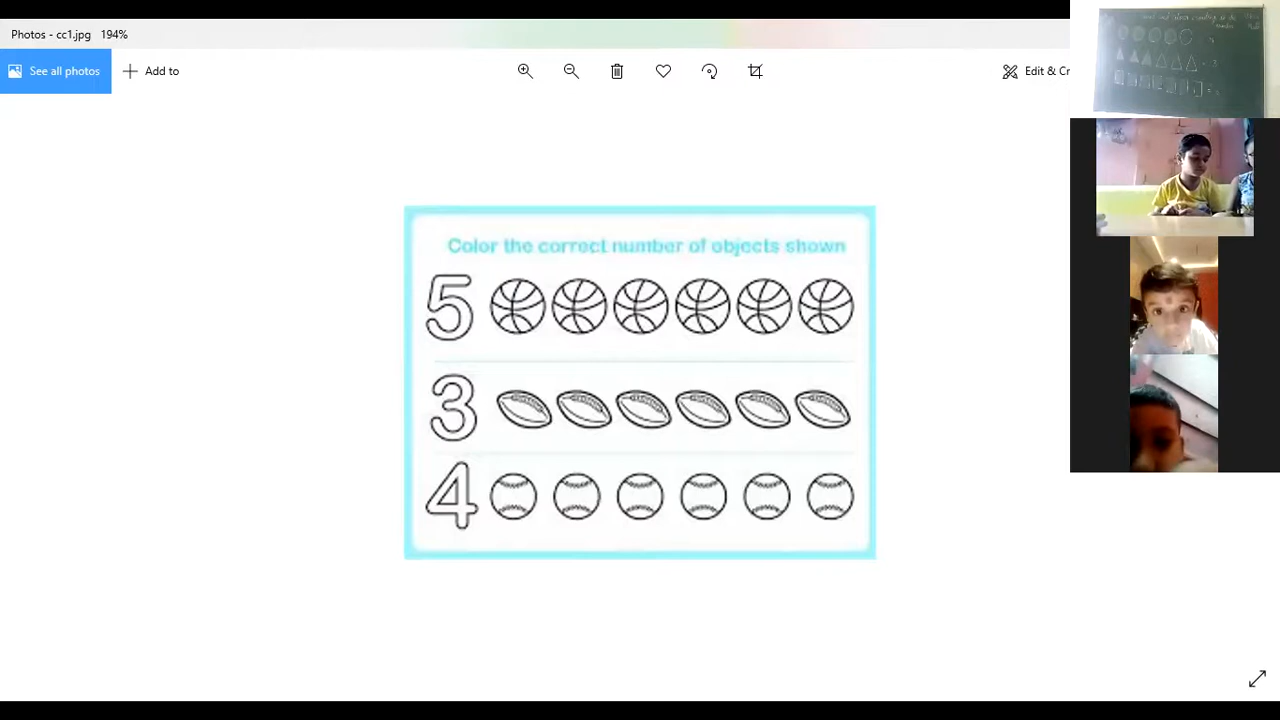 Photos - cc1.jpg 194%
See all photos
Add to
Edit & Cr
Color the correct number of objects shown
5
3
4